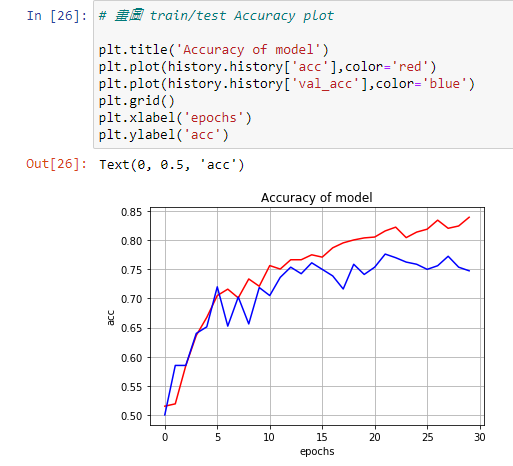 In [26]: # 畫圖 train/test Accuracy plot
plt.title('Accuracy of model')
plt.plot(history.history['acc'],color='red')
plt.plot(history.history['val_acc'],color='blue')
plt.grid()
plt.xlabel('epochs')
plt.ylabel('acc')
Out[26]: Text(0, 0.5, 'acc')
Accuracy of model
0.85
0.80
0.75
0.70
0.65
0.60
0.55
0.50
acc
0 5 10 15 20 25 30
epochs